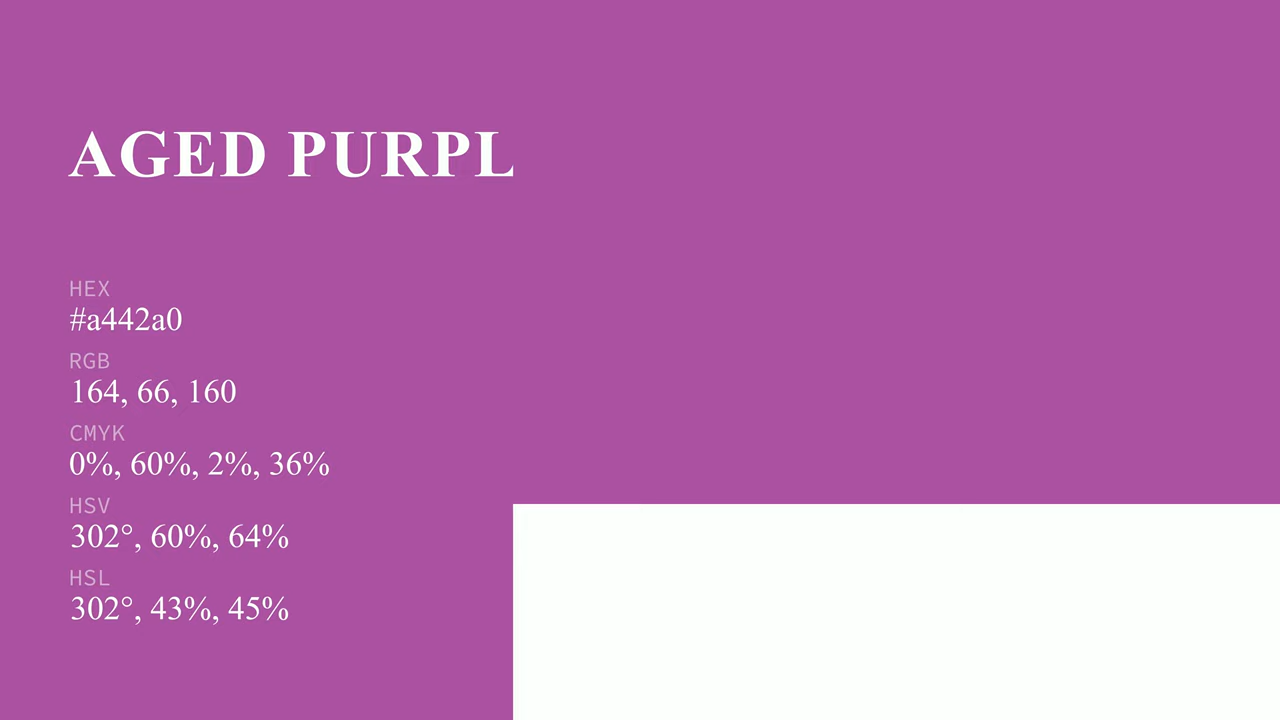 AGED PURPL
HEX
#a442a0
RGB
164, 66, 160
CMYK
0%, 60%, 2%, 36%
HSV
302°, 60%, 64%
HSL
302°, 43%, 45%